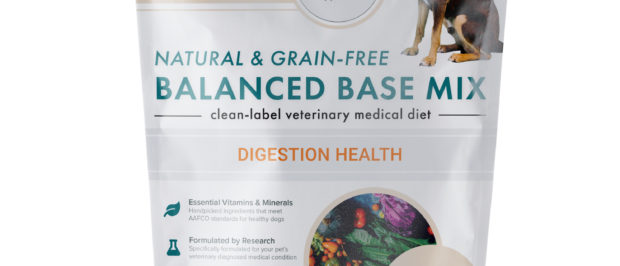 NATURAL & GRAIN-FREE
BALANCED BASE MIX
clean-label veterinary medical diet
DIGESTION HEALTH
Essential Vitamins & Minerals
Handpicked ingredients that meet
AAFCO standards for healthy dogs
Formulated by Research
Specifically formulated for your pet's
veterinary diagnosed medical condition